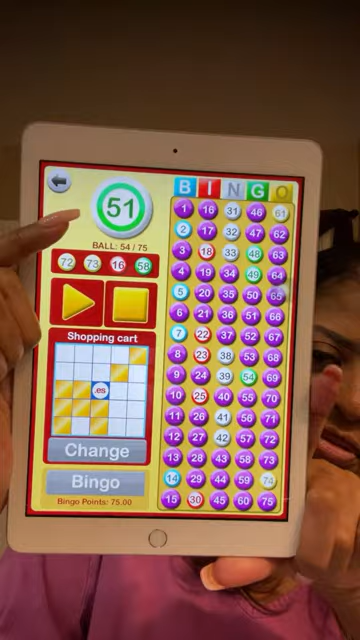 51
BALL: 54 / 75
72 73 16 58
Shopping cart
.es
Change
Bingo
Bingo Points: 75.00
B I N G O
1 16 31 46 61
2 17 32 47 62
3 18 33 48 63
4 19 34 49 64
5 20 35 50 65
6 21 36 51 66
7 22 37 52 67
8 23 38 53 68
9 24 39 54 69
10 25 40 55 70
11 26 41 56 71
12 27 42 57 72
13 28 43 58 73
14 29 44 59 74
15 30 45 60 75